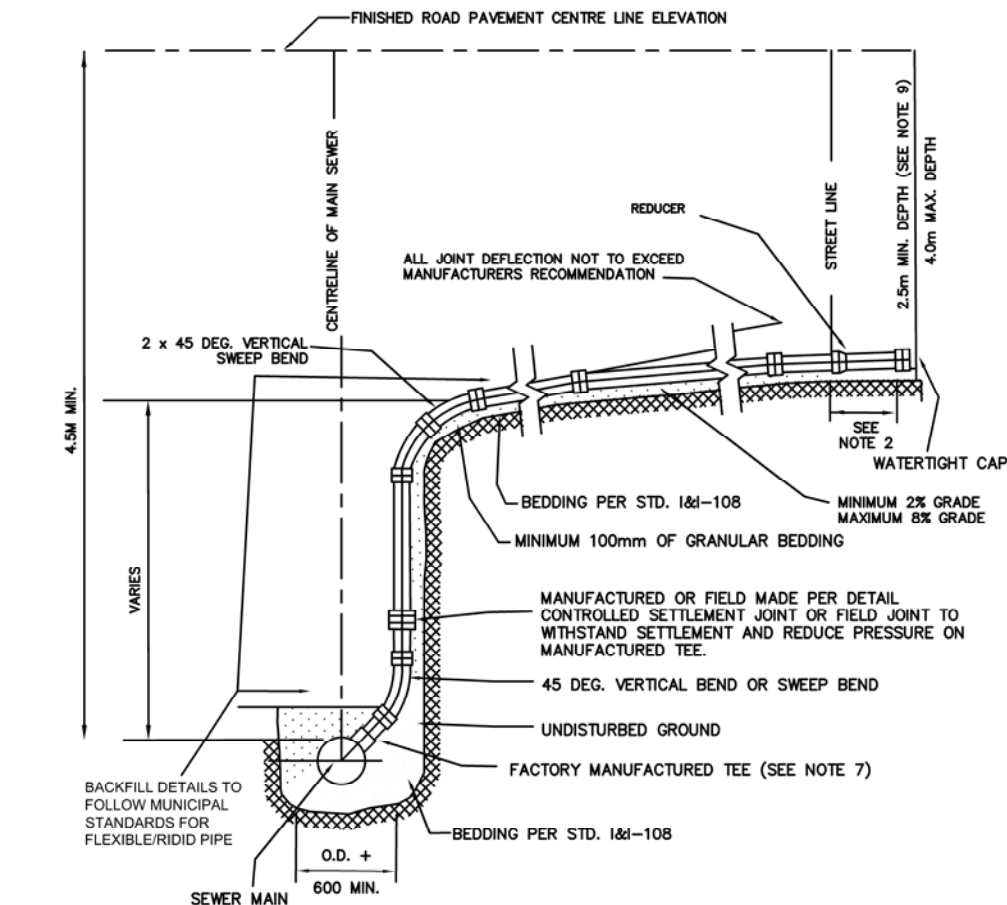 FINISHED ROAD PAVEMENT CENTRE LINE ELEVATION
4.5M MIN.
CENTRELINE OF MAIN SEWER
STREET LINE
2.5m MIN. DEPTH (SEE NOTE 9)
4.0m MAX. DEPTH
REDUCER
ALL JOINT DEFLECTION NOT TO EXCEED
MANUFACTURERS RECOMMENDATION
2 x 45 DEG. VERTICAL
SWEEP BEND
SEE
NOTE 2
WATERTIGHT CAP
BEDDING PER STD. I&I-108
MINIMUM 2% GRADE
MAXIMUM 8% GRADE
MINIMUM 100mm OF GRANULAR BEDDING
VARIES
MANUFACTURED OR FIELD MADE PER DETAIL
CONTROLLED SETTLEMENT JOINT OR FIELD JOINT TO
WITHSTAND SETTLEMENT AND REDUCE PRESSURE ON
MANUFACTURED TEE.
45 DEG. VERTICAL BEND OR SWEEP BEND
UNDISTURBED GROUND
FACTORY MANUFACTURED TEE (SEE NOTE 7)
BACKFILL DETAILS TO
FOLLOW MUNICIPAL
STANDARDS FOR
FLEXIBLE/RIDID PIPE
BEDDING PER STD. I&I-108
O.D. +
600 MIN.
SEWER MAIN